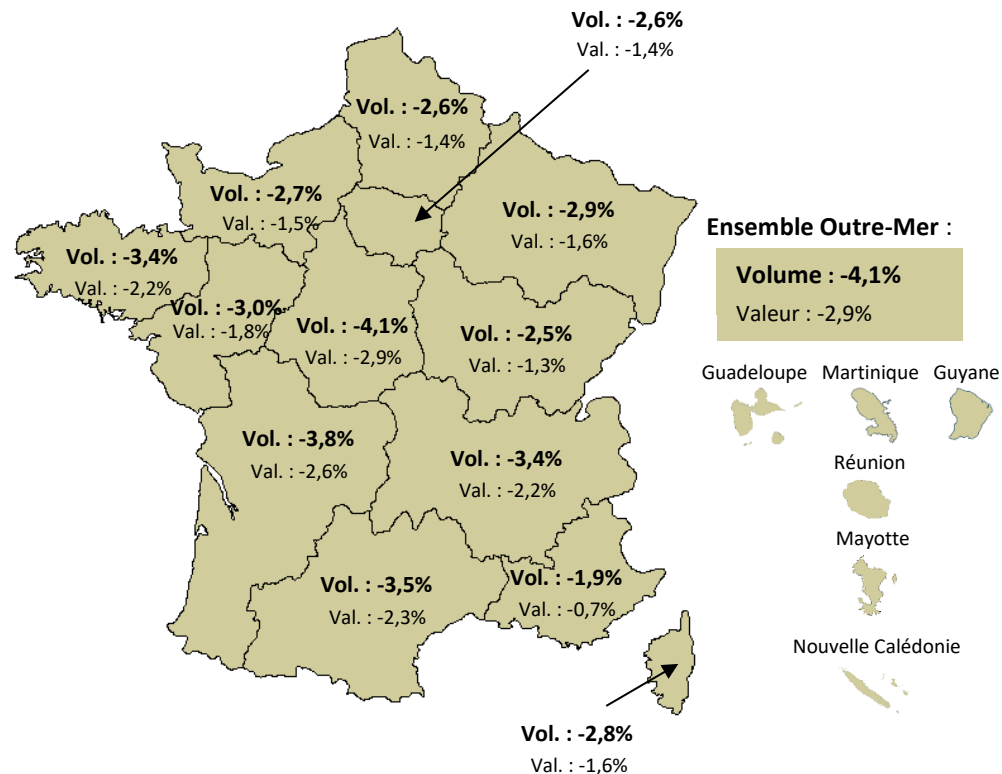 Vol. : -2,6%
Val. : -1,4%
Vol. : -2,6%
Val. : -1,4%
Vol. : -2,7%
Val. : -1,5%
Vol. : -2,9%
Val. : -1,6%
Vol. : -3,4%
Val. : -2,2%
Vol. : -3,0%
Val. : -1,8%
Vol. : -4,1%
Val. : -2,9%
Vol. : -2,5%
Val. : -1,3%
Vol. : -3,8%
Val. : -2,6%
Vol. : -3,4%
Val. : -2,2%
Vol. : -3,5%
Val. : -2,3%
Vol. : -1,9%
Val. : -0,7%
Vol. : -2,8%
Val. : -1,6%
Ensemble Outre-Mer :
Volume : -4,1%
Valeur : -2,9%
Guadeloupe Martinique Guyane
Réunion
Mayotte
Nouvelle Calédonie